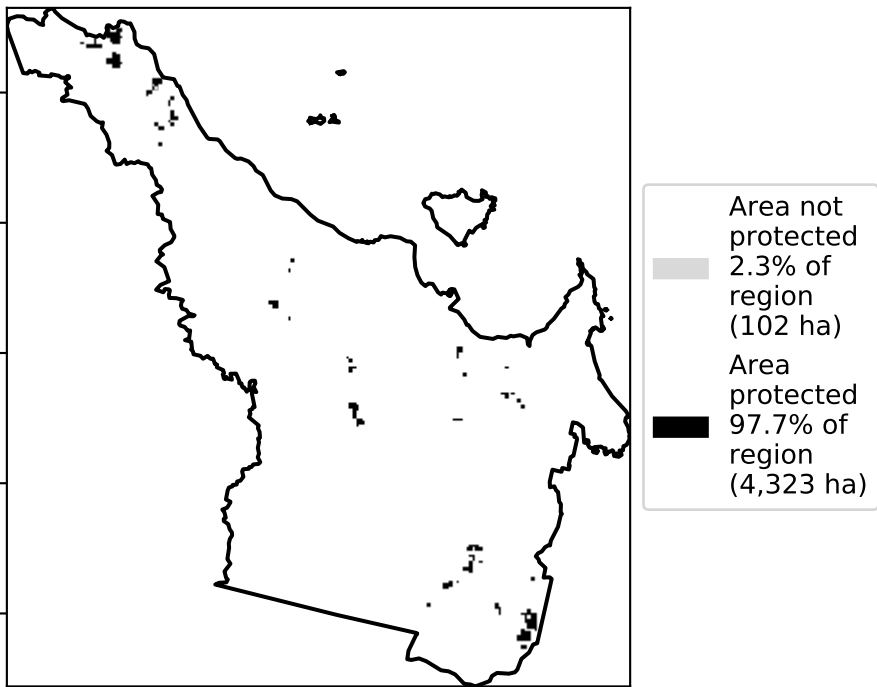 Area not
protected
2.3% of
region
(102 ha)
Area
protected
97.7% of
region
(4,323 ha)